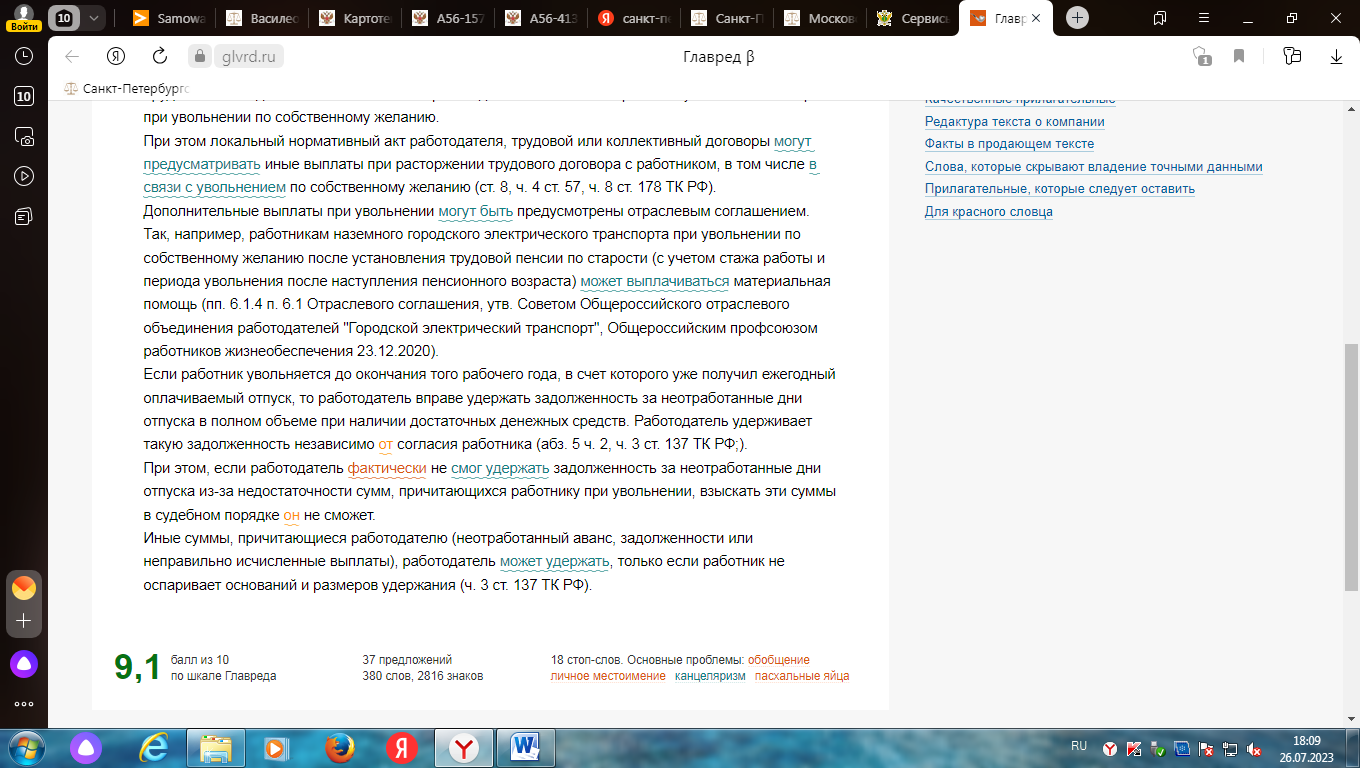 Войти
10
Samowa
Василеo
Картоте
А56-157
А56-413
санкт-пе
Санкт-П
Московс
Сервись
Главр
glvrd.ru
Главред β
1
10
Санкт-Петербургс
при увольнении по собственному желанию.
При этом локальный нормативный акт работодателя, трудовой или коллективный договоры могут
предусматривать иные выплаты при расторжении трудового договора с работником, в том числе в
связи с увольнением по собственному желанию (ст. 8, ч. 4 ст. 57, ч. 8 ст. 178 ТК РФ).
Дополнительные выплаты при увольнении могут быть предусмотрены отраслевым соглашением.
Так, например, работникам наземного городского электрического транспорта при увольнении по
собственному желанию после установления трудовой пенсии по старости (с учетом стажа работы и
периода увольнения после наступления пенсионного возраста) может выплачиваться материальная
помощь (пп. 6.1.4 п. 6.1 Отраслевого соглашения, утв. Советом Общероссийского отраслевого
объединения работодателей "Городской электрический транспорт", Общероссийским профсоюзом
работников жизнеобеспечения 23.12.2020).
Если работник увольняется до окончания того рабочего года, в счет которого уже получил ежегодный
оплачиваемый отпуск, то работодатель вправе удержать задолженность за неотработанные дни
отпуска в полном объеме при наличии достаточных денежных средств. Работодатель удерживает
такую задолженность независимо от согласия работника (абз. 5 ч. 2, ч. 3 ст. 137 ТК РФ;).
При этом, если работодатель фактически не смог удержать задолженность за неотработанные дни
отпуска из-за недостаточности сумм, причитающихся работнику при увольнении, взыскать эти суммы
в судебном порядке он не сможет.
Иные суммы, причитающиеся работодателю (неотработанный аванс, задолженности или
неправильно исчисленные выплаты), работодатель может удержать, только если работник не
оспаривает оснований и размеров удержания (ч. 3 ст. 137 ТК РФ).
Качественные прилагательные
Редактура текста о компании
Факты в продающем тексте
Слова, которые скрывают владение точными данными
Прилагательные, которые следует оставить
Для красного словца
9,1 балл из 10
по шкале Главреда
37 предложений
380 слов, 2816 знаков
18 стоп-слов. Основные проблемы: обобщение
личное местоимение канцеляризм пасхальные яйца
RU
18:09
26.07.2023